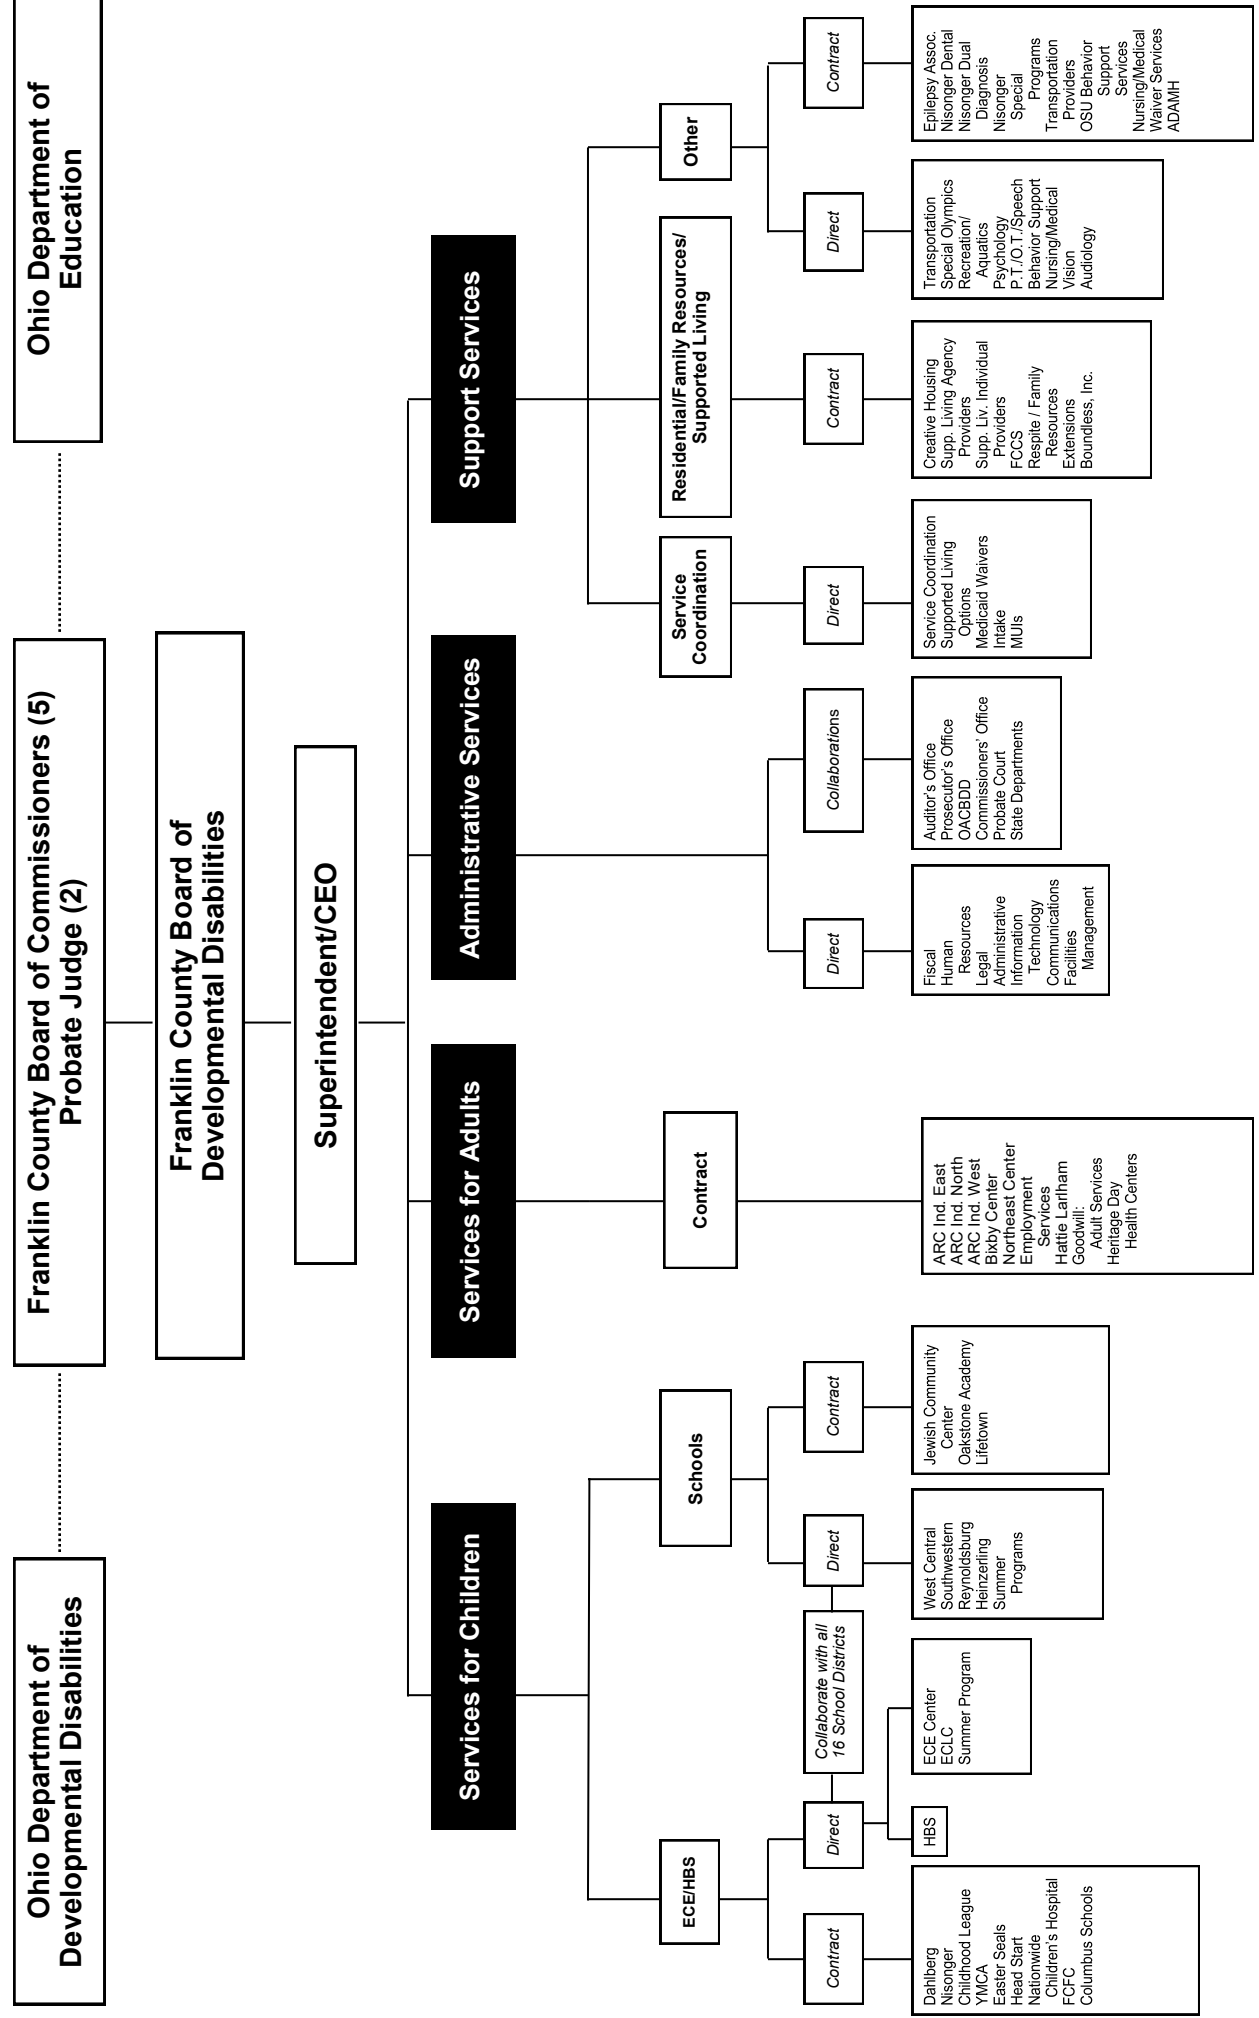 Ohio Department of
Developmental Disabilities
Franklin County Board of Commissioners (5)
Probate Judge (2)
Ohio Department of
Education
Franklin County Board of
Developmental Disabilities
Superintendent/CEO
Services for Children
Services for Adults
Administrative Services
Support Services
ECE/HBS
Schools
Contract
Service
Coordination
Residential/Family Resources/
Supported Living
Other
Contract
Direct
Collaborate with all
16 School Districts
Direct
Contract
Direct
Collaborations
Direct
Contract
Direct
Contract
Dahlberg
Nisonger
Childhood League
YMCA
Easter Seals
Head Start
Nationwide
Children's Hospital
FCFC
Columbus Schools
HBS
ECE Center
ECLC
Summer Program
West Central
Southwestern
Reynoldsburg
Heinzerling
Summer
Programs
Jewish Community
Center
Oakstone Academy
Lifetown
ARC Ind. East
ARC Ind. North
ARC Ind. West
Bixby Center
Northeast Center
Employment
Services
Hattie Larlham
Goodwill:
Adult Services
Heritage Day
Health Centers
Fiscal
Human
Resources
Legal
Administrative
Information
Technology
Communications
Facilities
Management
Auditor's Office
Prosecutor's Office
OACBDD
Commissioners' Office
Probate Court
State Departments
Service Coordination
Supported Living
Options
Medicaid Waivers
Intake
MUIs
Creative Housing
Supp. Living Agency
Providers
Supp. Liv. Individual
Providers
FCCS
Respite / Family
Resources
Extensions
Boundless, Inc.
Transportation
Special Olympics
Recreation/
Aquatics
Psychology
P.T./O.T./Speech
Behavior Support
Nursing/Medical
Vision
Audiology
Epilepsy Assoc.
Nisonger Dental
Nisonger Dual
Diagnosis
Nisonger
Special
Programs
Transportation
Providers
OSU Behavior
Support
Services
Nursing/Medical
Waiver Services
ADAMH